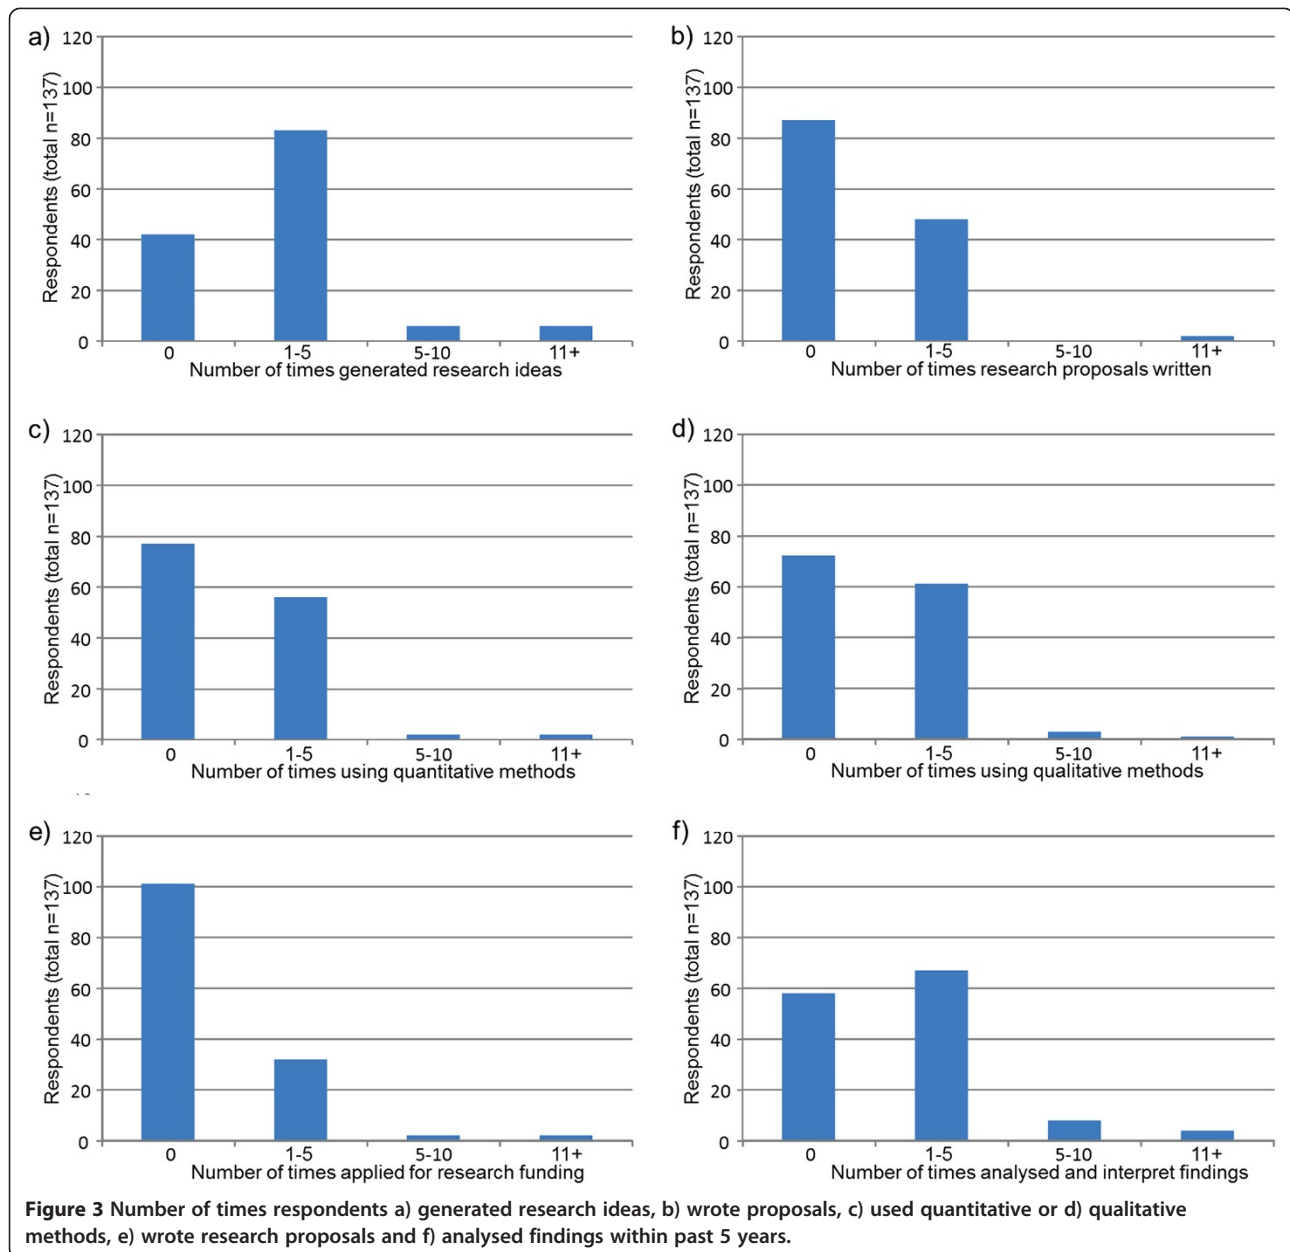 a)
Respondents (total n=137)
120
100
80
60
40
20
0
0 1-5 5-10 11+
Number of times generated research ideas
b)
Respondents (total n=137)
120
100
80
60
40
20
0
0 1-5 5-10 11+
Number of times research proposals written
c)
Respondents (total n=137)
120
100
80
60
40
20
0
0 1-5 5-10 11+
Number of times using quantitative methods
d)
Respondents (total n=137)
120
100
80
60
40
20
0
0 1-5 5-10 11+
Number of times using qualitative methods
e)
Respondents (total n=137)
120
100
80
60
40
20
0
0 1-5 5-10 11+
Number of times applied for research funding
f)
Respondents (total n=137)
120
100
80
60
40
20
0
0 1-5 5-10 11+
Number of times analysed and interpret findings
Figure 3 Number of times respondents a) generated research ideas, b) wrote proposals, c) used quantitative or d) qualitative
methods, e) wrote research proposals and f) analysed findings within past 5 years.